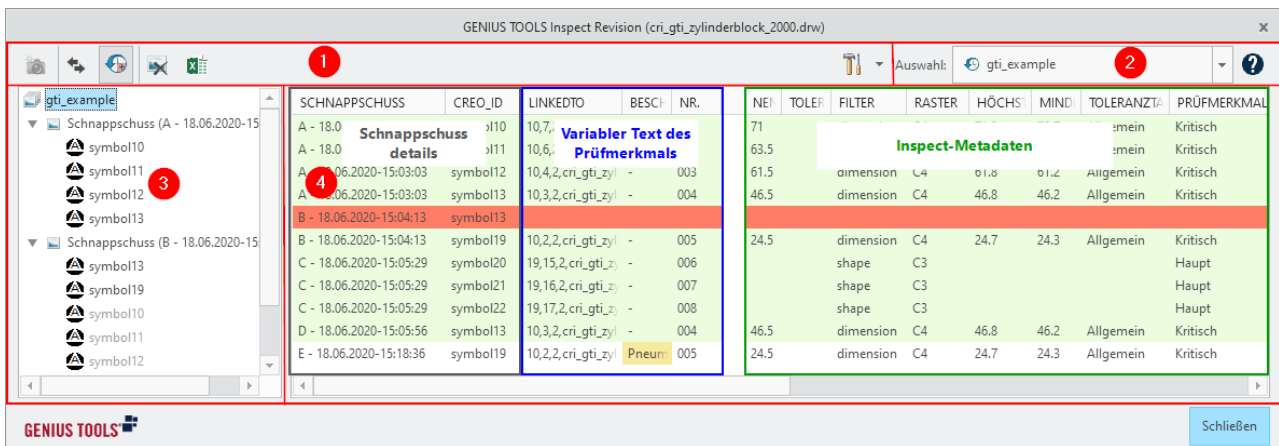 GENIUS TOOLS Inspect Revision (cri_gti_zylinderblock_2000.drw) x
1 Auswahl: gti_example 2 ?
gti_example
Schnappschuss (A - 18.06.2020-15
symbol10
symbol11
symbol12
symbol13
3
Schnappschuss (B - 18.06.2020-15:
symbol13
symbol19
symbol10
symbol11
symbol12
SCHNAPPSCHUSS CREO_ID LINKEDTO BESCH NR. NEN TOLER FILTER RASTER HÖCHST MIND TOLERANZTA PRÜFMERKMAL
Schnappschuss details
Variabler Text des Prüfmerkmals
Inspect-Metadaten
4
A - 18.0 ol10 10,7, 71 Kritisch
A - 18.0 ol11 10,6, 63.5 Kritisch
A 06.2020-15:03:03 symbol12 10,4,2,cri_gti_zyl - 003 61.5 dimension C4 61.8 61.2 Allgemein Kritisch
A .06.2020-15:03:03 symbol13 10,3,2,cri_gti_zyl - 004 46.5 dimension C4 46.8 46.2 Allgemein Kritisch
B - 18.06.2020-15:04:13 symbol13
B - 18.06.2020-15:04:13 symbol19 10,2,2,cri_gti_zyl - 005 24.5 dimension C4 24.7 24.3 Allgemein Kritisch
C - 18.06.2020-15:05:29 symbol20 19,15,2,cri_gti_z - 006 shape C3 Haupt
C - 18.06.2020-15:05:29 symbol21 19,16,2,cri_gti_z - 007 shape C3 Haupt
C - 18.06.2020-15:05:29 symbol22 19,17,2,cri_gti_z - 008 shape C3 Haupt
D - 18.06.2020-15:05:56 symbol13 10,3,2,cri_gti_zyl - 004 46.5 dimension C4 46.8 46.2 Allgemein Kritisch
E - 18.06.2020-15:18:36 symbol19 10,2,2,cri_gti_zyl Pneum 005 24.5 dimension C4 24.7 24.3 Allgemein Kritisch
GENIUS TOOLS
Schließen